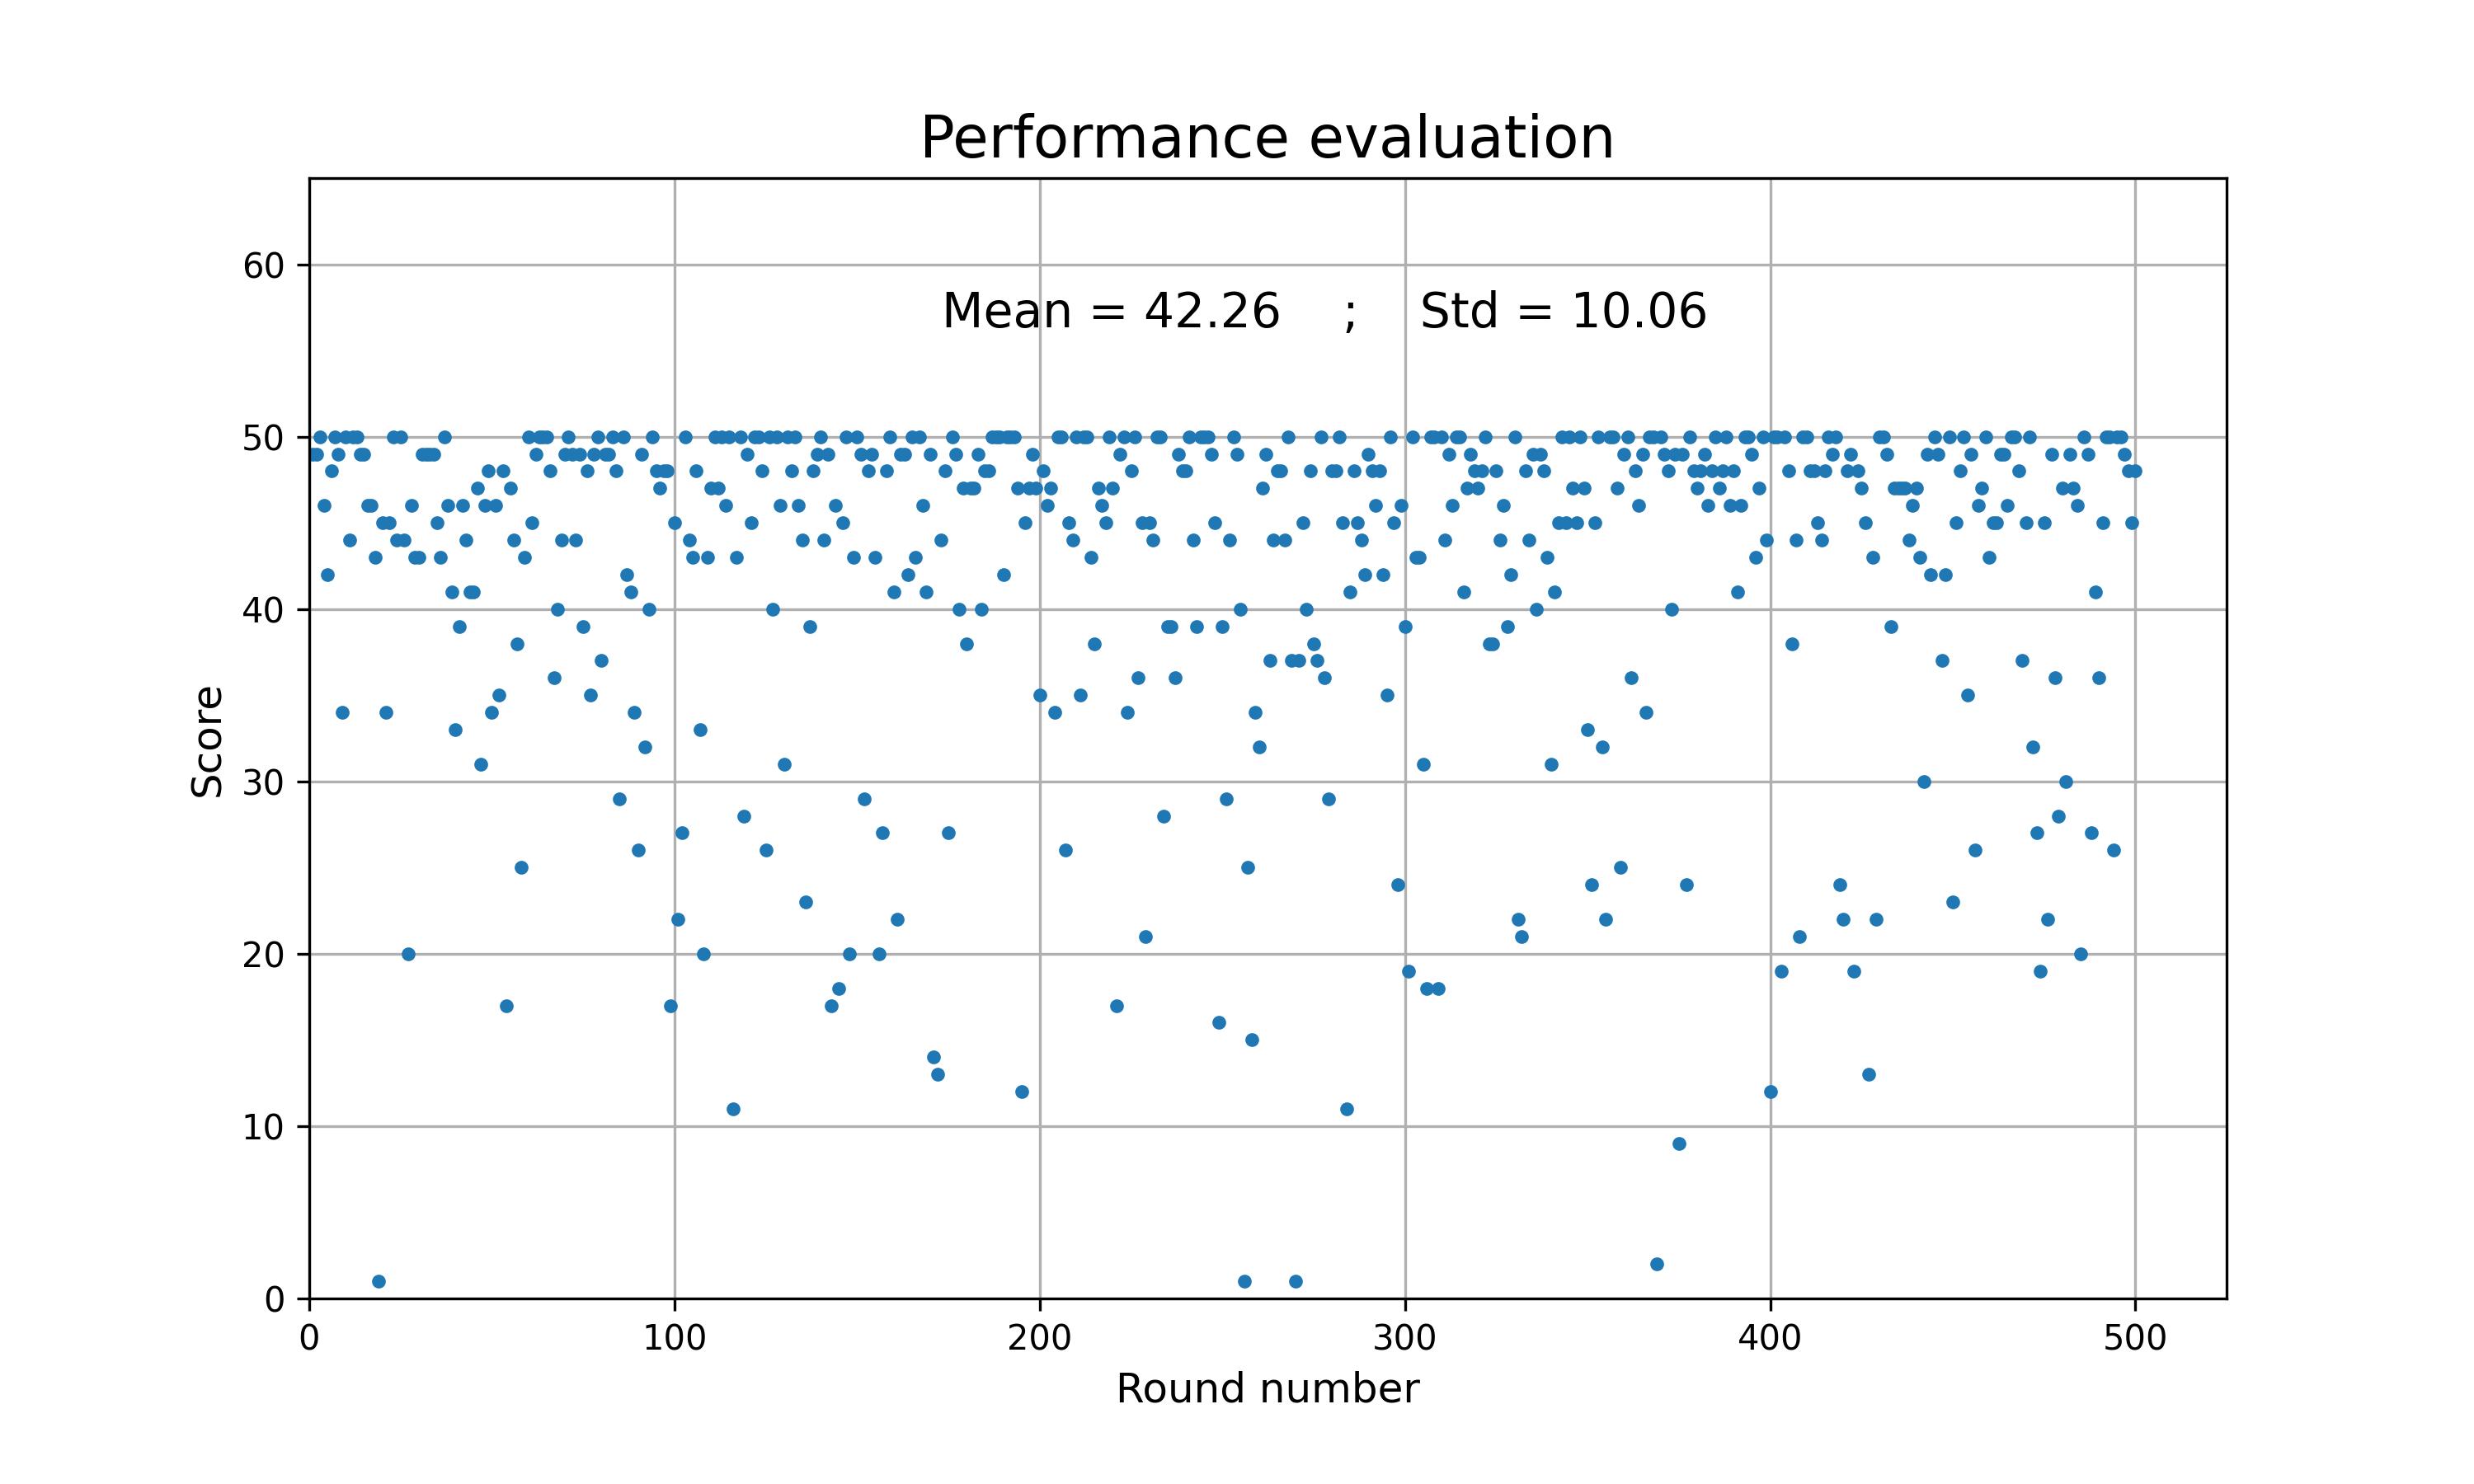 Performance evaluation
Mean = 42.26 ; Std = 10.06
Score
60
50
40
30
20
10
0
0 100 200 300 400 500
Round number